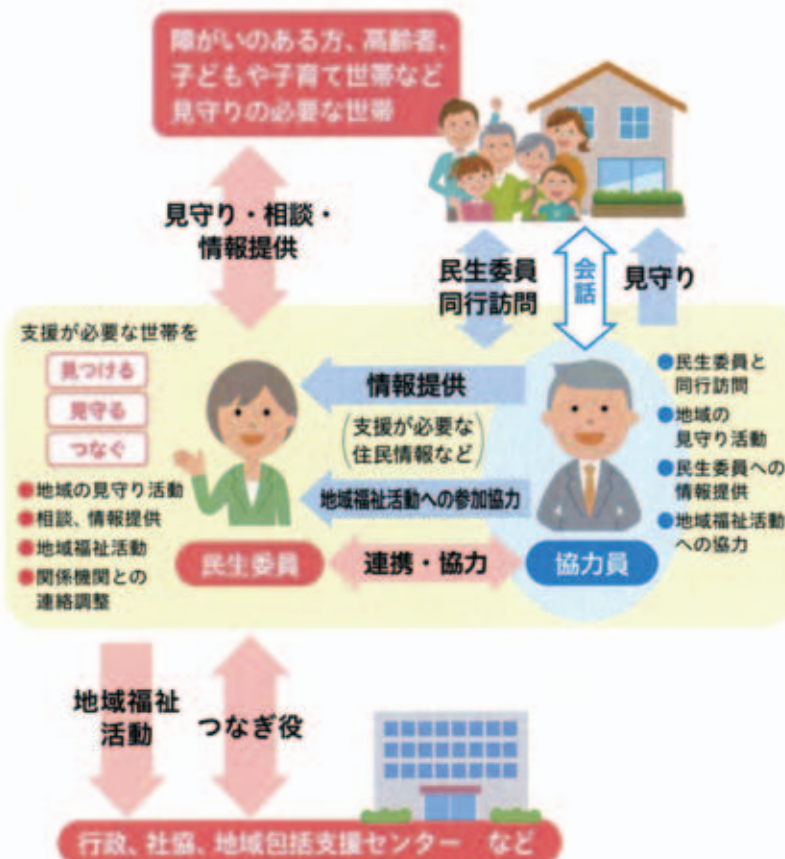 障がいのある方、高齢者、
子どもや子育て世帯など
見守りの必要な世帯
見守り・相談・
情報提供
民生委員
同行訪問
会話
見守り
支援が必要な世帯を
見つける
見守る
つなぐ
●地域の見守り活動
●相談、情報提供
●地域福祉活動
●関係機関との
連絡調整
情報提供
(支援が必要な
住民情報など)
地域福祉活動への参加協力
民生委員
連携・協力
協力員
●民生委員と
同行訪問
●地域の
見守り活動
●民生委員への
情報提供
●地域福祉活動
への協力
地域福祉
活動
つなぎ役
行政、社協、地域包括支援センター など